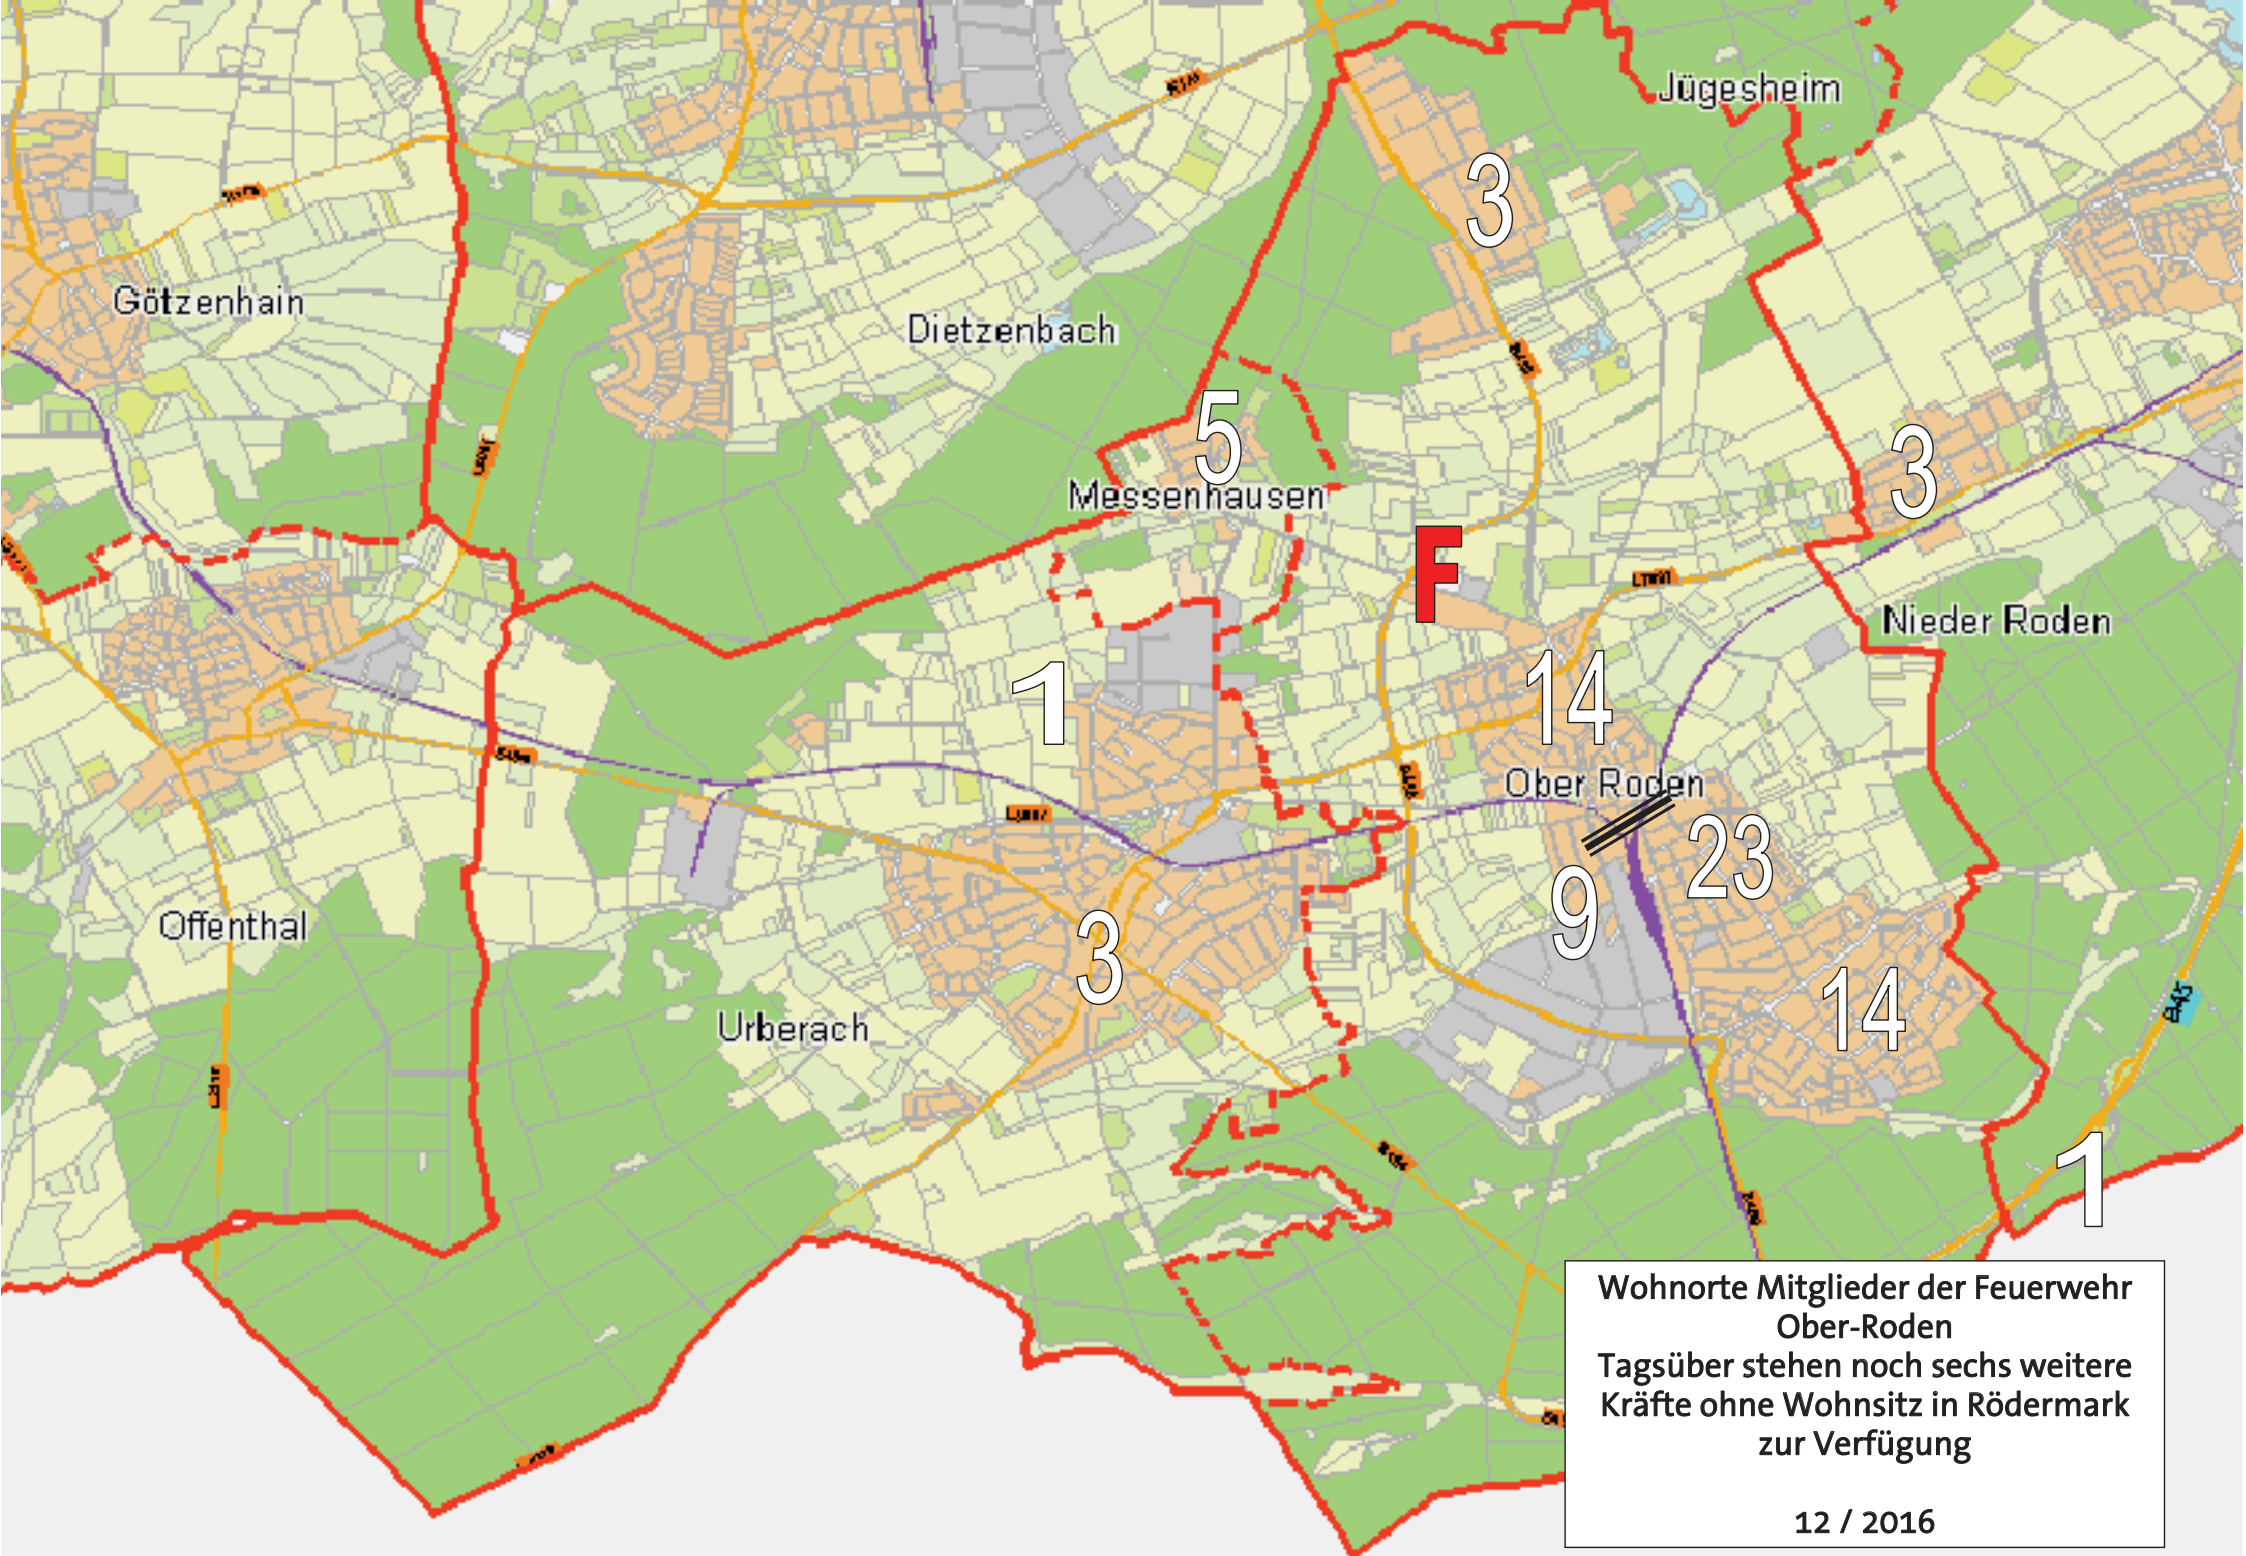 Jügesheim
3
Götzenhain
Dietzenbach
5
3
Messenhausen
F
Nieder Roden
1
14
Ober Roden
23
9
Offenthal
3
14
Urberach
A45
1
Wohnorte Mitglieder der Feuerwehr
Ober-Roden
Tagsüber stehen noch sechs weitere
Kräfte ohne Wohnsitz in Rödermark
zur Verfügung
12 / 2016